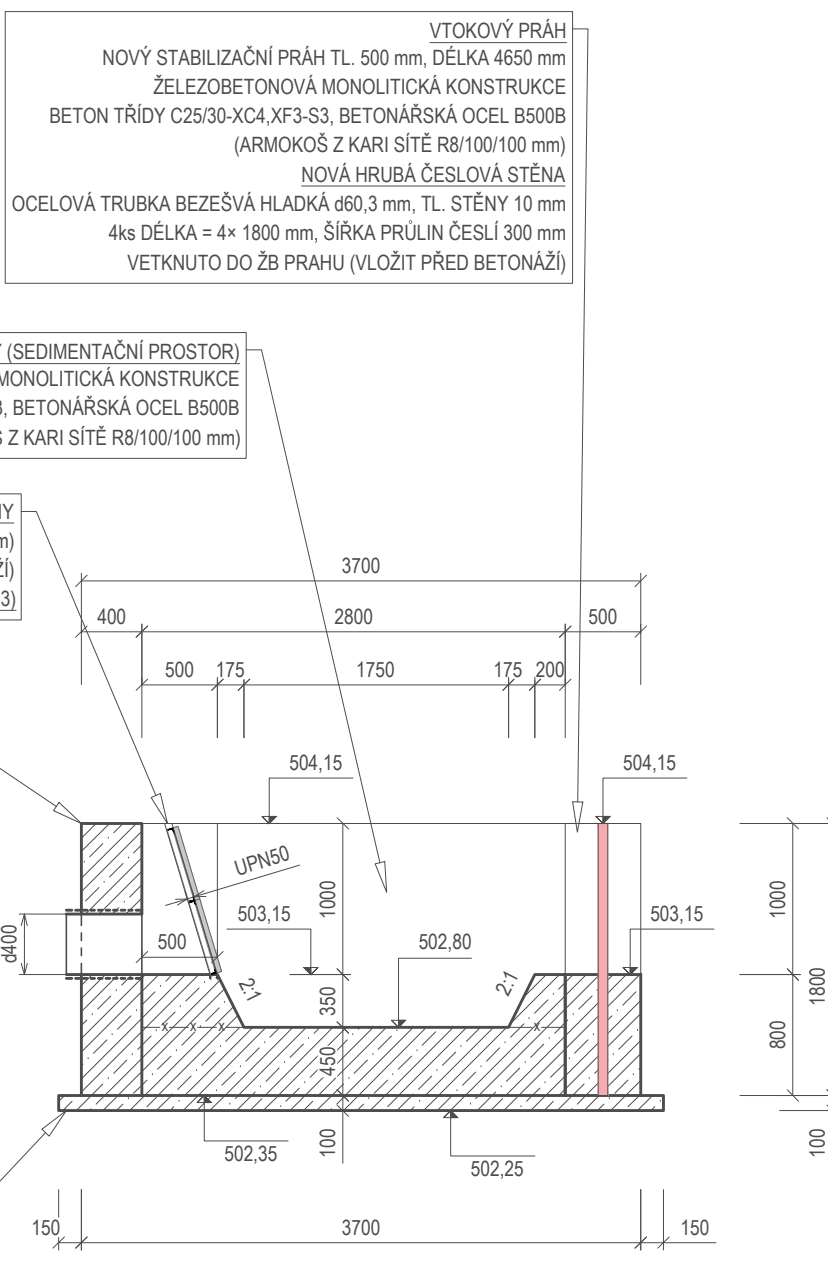 VTOKOVÝ PRÁH
NOVÝ STABILIZAČNÍ PRÁH TL. 500 mm, DÉLKA 4650 mm
ŽELEZOBETONOVÁ MONOLITICKÁ KONSTRUKCE
BETON TŘÍDY C25/30-XC4,XF3-S3, BETONÁŘSKÁ OCEL B500B
(ARMOKOŠ Z KARI SÍTĚ R8/100/100 mm)
NOVÁ HRUBÁ ČESLOVÁ STĚNA
OCELOVÁ TRUBKA BEZEŠVÁ HLADKÁ d60,3 mm, TL. STĚNY 10 mm
4ks DÉLKA = 4× 1800 mm, ŠÍŘKA PRŮLIN ČESLÍ 300 mm
VETKNUTO DO ŽB PRAHU (VLOŽIT PŘED BETONÁŽÍ)
(SEDIMENTAČNÍ PROSTOR)
MONOLITICKÁ KONSTRUKCE
3, BETONÁŘSKÁ OCEL B500B
Z KARI SÍTĚ R8/100/100 mm)
NY
m)
ŽÍ)
3)
3700
400 2800 500
500 175 1750 175 200
504,15 504,15
UPN50
1000 1000
503,15 503,15
d400 500 502,80
2:1 2:1
350 800 1800
450
502,35 100 502,25 100
150 3700 150